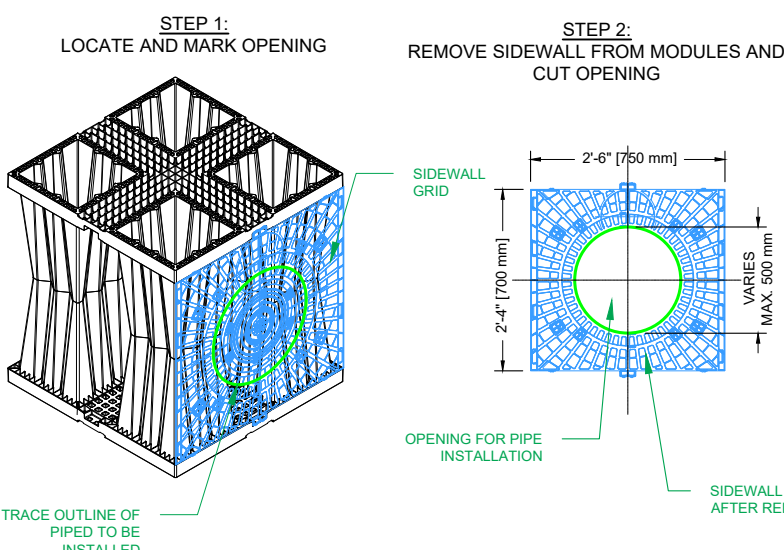 STEP 1:
LOCATE AND MARK OPENING
STEP 2:
REMOVE SIDEWALL FROM MODULES AND
CUT OPENING
SIDEWALL
GRID
2'-6" [750 mm]
2'-4" [700 mm]
VARIES
MAX. 500 mm
OPENING FOR PIPE
INSTALLATION
SIDEWALL
AFTER
TRACE OUTLINE OF
PIPED TO BE
INSTALLED